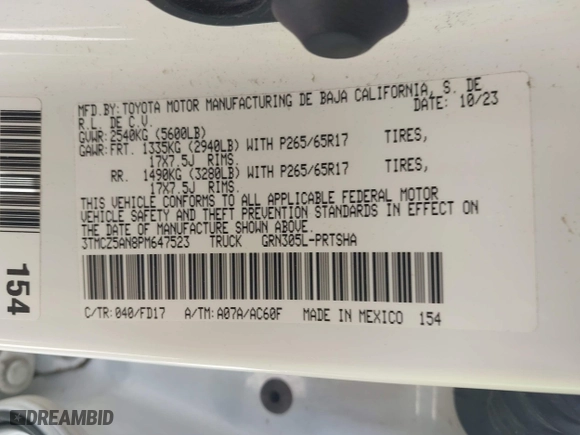 MFD.BY:TOYOTA MOTOR MANUFACTURING DE BAJA CALIFORNIA, S. DE
R.L. DE C.V. DATE: 10/23
GVWR:2540KG (5600LB)
GAWR:FRT. 1335KG (2940LB) WITH P265/65R17 TIRES,
17X7.5J RIMS.
RR. 1490KG (3280LB) WITH P265/65R17 TIRES,
17X7.5J RIMS.
THIS VEHICLE CONFORMS TO ALL APPLICABLE FEDERAL MOTOR
VEHICLE SAFETY AND THEFT PREVENTION STANDARDS IN EFFECT ON
THE DATE OF MANUFACTURE SHOWN ABOVE.
3TMCZ5AN8PM647523 TRUCK GRN305L-PRTSHA
C/TR:040/FD17 A/TM:A07A/AC60F MADE IN MEXICO 154
154
DREAMBID